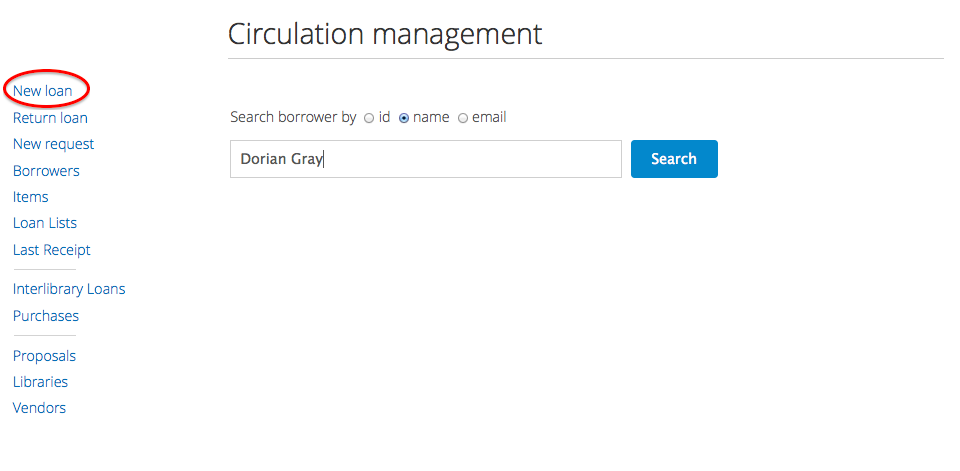 Circulation management
New loan
Return loan
New request
Borrowers
Items
Loan Lists
Last Receipt
Interlibrary Loans
Purchases
Proposals
Libraries
Vendors
Search borrower by id name email
Dorian Gray
Search